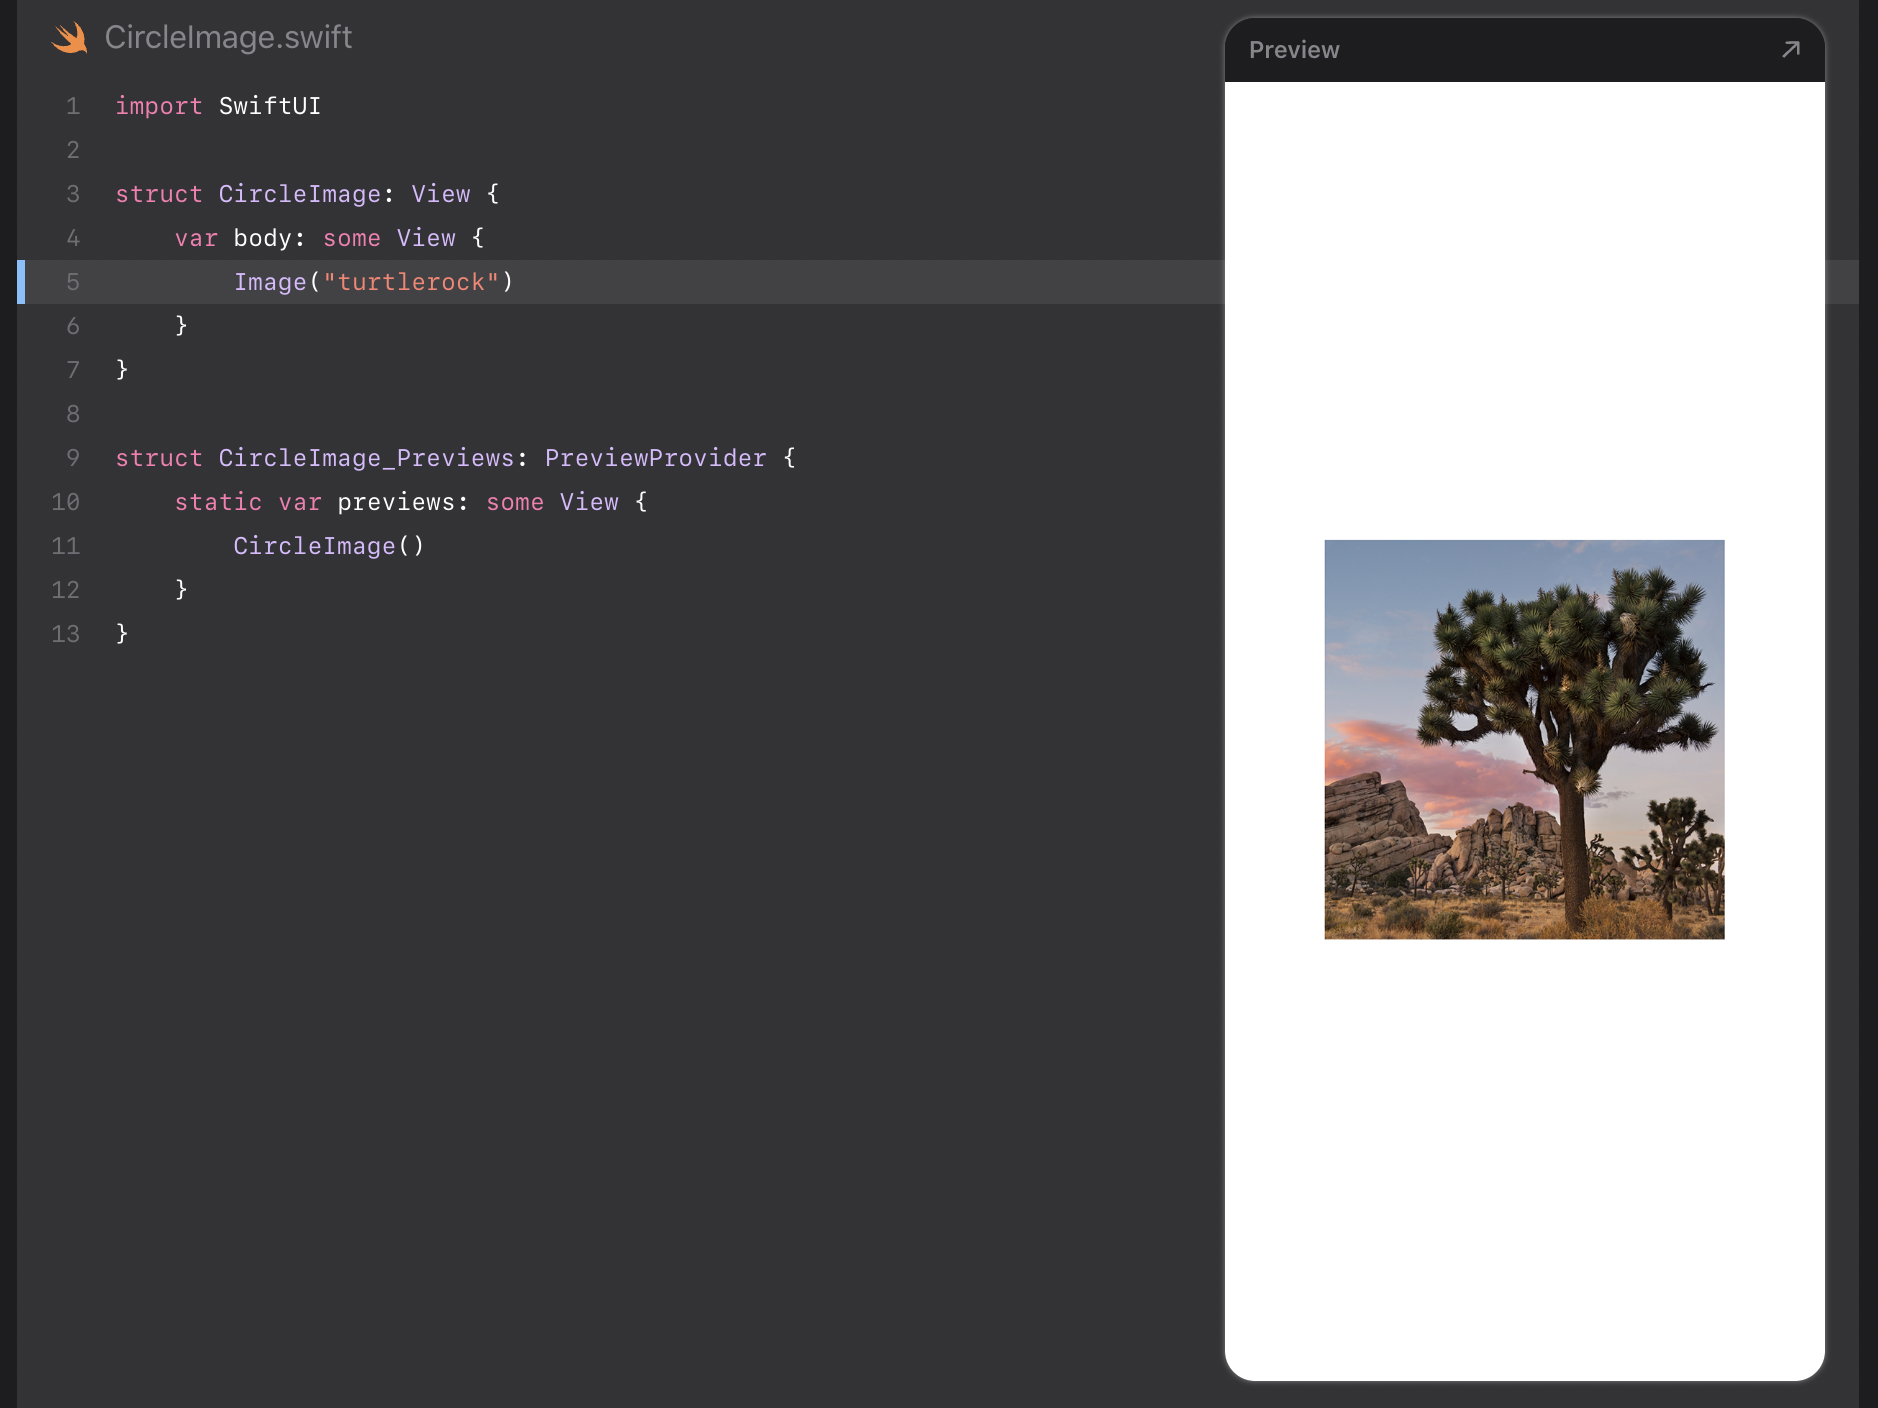 CircleImage.swift
Preview
1 import SwiftUI
2
3 struct CircleImage: View {
4     var body: some View {
5         Image("turtlerock")
6     }
7 }
8
9 struct CircleImage_Previews: PreviewProvider {
10     static var previews: some View {
11         CircleImage()
12     }
13 }